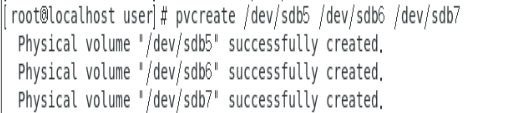 [root@localhost user]# pvcreate /dev/sdb5 /dev/sdb6 /dev/sdb7
Physical volume "/dev/sdb5" successfully created.
Physical volume "/dev/sdb6" successfully created.
Physical volume "/dev/sdb7" successfully created.